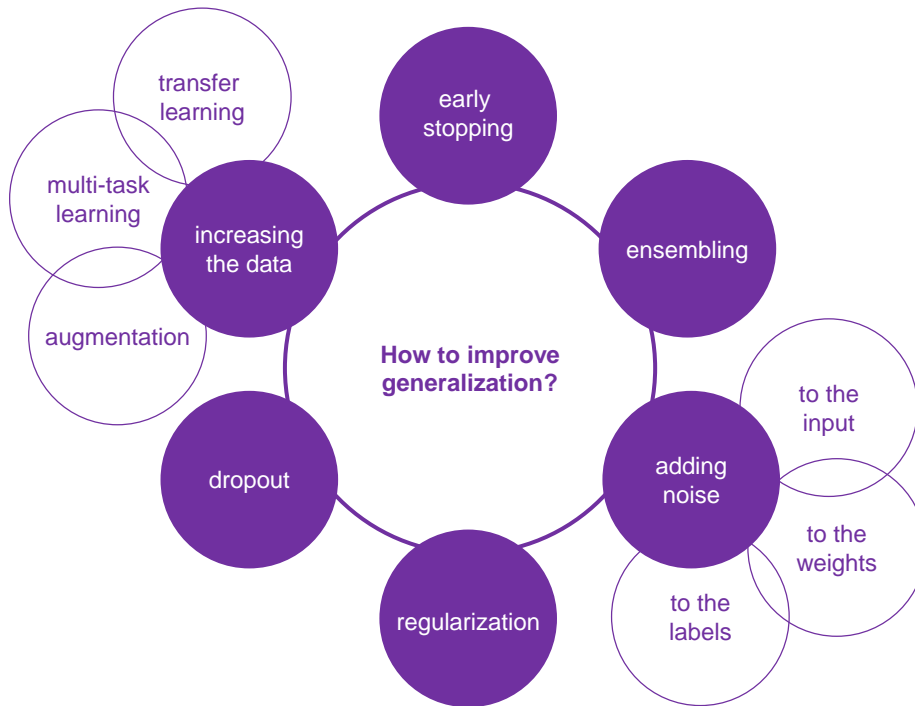 transfer
learning
multi-task
learning
augmentation
increasing
the data
early
stopping
ensembling
How to improve
generalization?
to the
input
adding
noise
to the
weights
to the
labels
regularization
dropout